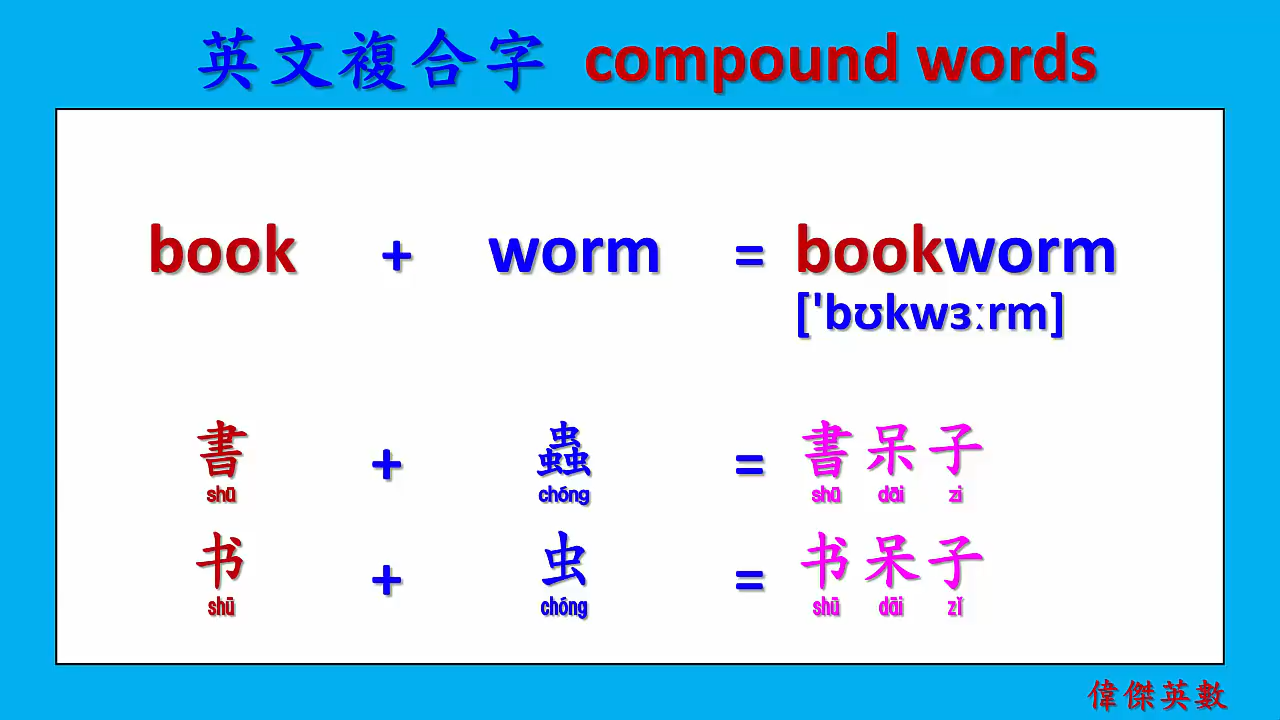 英文複合字 compound words
book + worm = bookworm
['bʊkwɜːrm]
書 + 蟲 = 書呆子
shū chóng shū dāi zi
书 + 虫 = 书呆子
shū chóng shū dāi zǐ
偉傑英數